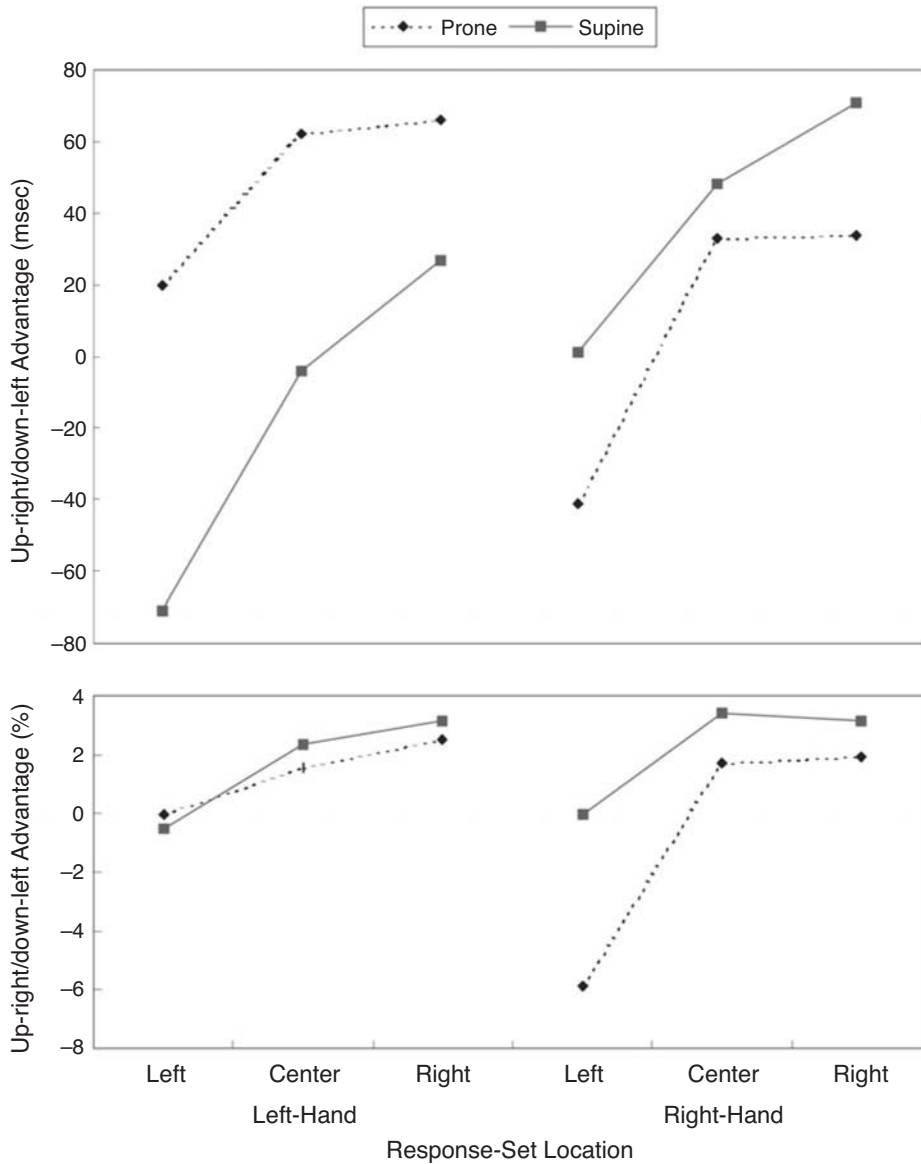 Prone Supine
Up-right/down-left Advantage (msec)
80
60
40
20
0
−20
−40
−60
−80
Up-right/down-left Advantage (%)
4
2
0
−2
−4
−6
−8
Left Center Right Left Center Right
Left-Hand Right-Hand
Response-Set Location